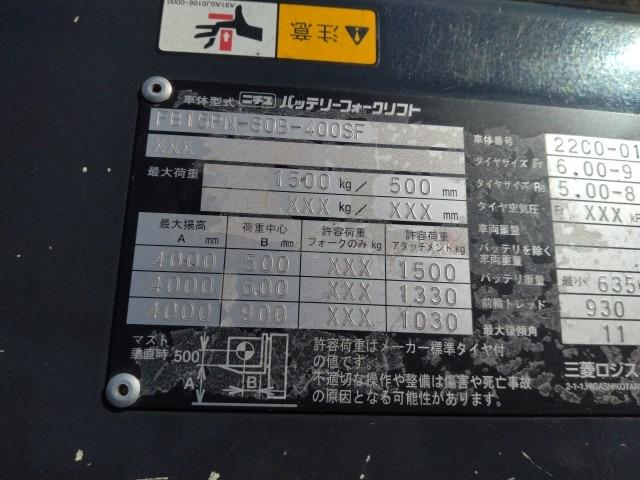 注意
A91A0J0106-0000
車体型式 ニチユ バッテリーフォークリフト
FB15PN-80B-400SF
XXX
最大荷重 1500 kg / 500 mm
XXX kg / XXX mm
最大揚高 A mm 荷重中心 B mm 許容荷重 フォークのみ kg 許容荷重 アタッチメント kg
4000 500 XXX 1500
4000 600 XXX 1330
4000 900 XXX 1030
マスト垂直時 500 A B
許容荷重はメーカー標準タイヤ付
の値です。
不適切な操作や整備は傷害や死亡事故
の原因となる可能性があります。
車体番号 22C0-01
タイヤサイズ Fr 6.00-9
タイヤサイズ Re 5.00-8
タイヤ空気圧 Fr XXX
車両重量
バッテリを除く
車両重量
バッテリ重量 最小 635
前輪トレッド 930
最大後傾角 11
三菱ロジス
2-1-1,HIGASHIKOTAR